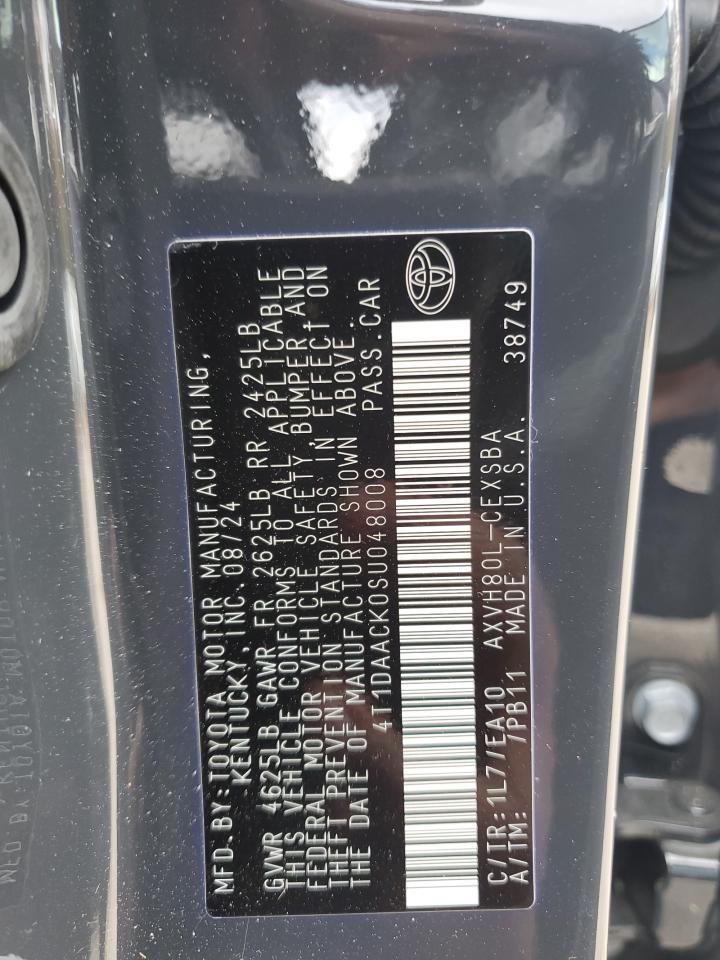 MFD.BY:TOYOTA MOTOR MANUFACTURING,
KENTUCKY,INC.08/24
GVWR 4625LB GAWR FR 2625LB RR 2425LB
THIS VEHICLE CONFORMS TO ALL APPLICABLE
FEDERAL MOTOR VEHICLE SAFETY,BUMPER,AND
THEFT PREVENTION STANDARDS IN EFFECT ON
THE DATE OF MANUFACTURE SHOWN ABOVE.
4T1DAACK0SU048008 PASS.CAR
C/TR:1L7/EA10 AXVH80L-CEXSBA
A/TM: /PB11 MADE IN U.S.A. 38749